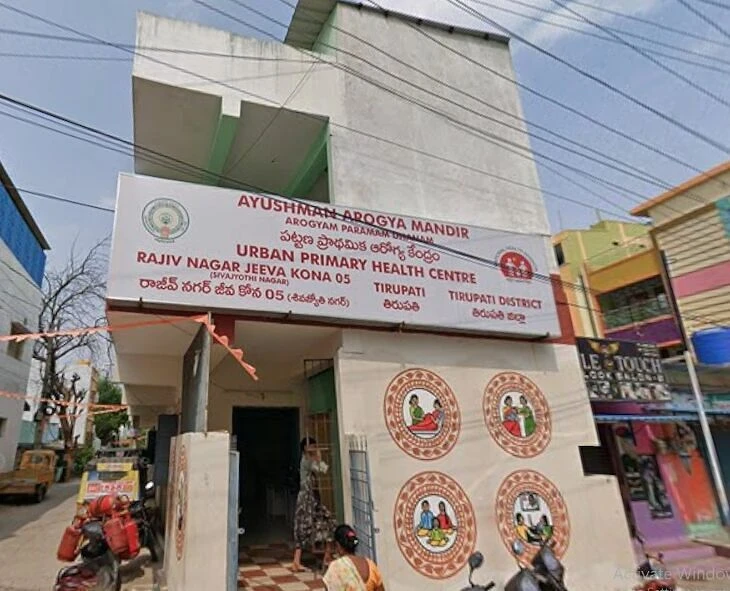 AYUSHMAN AROGYA MANDIR
AROGYAM PARAMAM DHANAM
పట్టణ ప్రాథమిక ఆరోగ్య కేంద్రం
URBAN PRIMARY HEALTH CENTRE
RAJIV NAGAR JEEVA KONA 05
(SIVAJYOTHI NAGAR)
TIRUPATI
TIRUPATI DISTRICT
రాజీవ్ నగర్ జీవ కోన 05 (శివజ్యోతి నగర్)
తిరుపతి
తిరుపతి జిల్లా
LE TOUCH
Activate Window